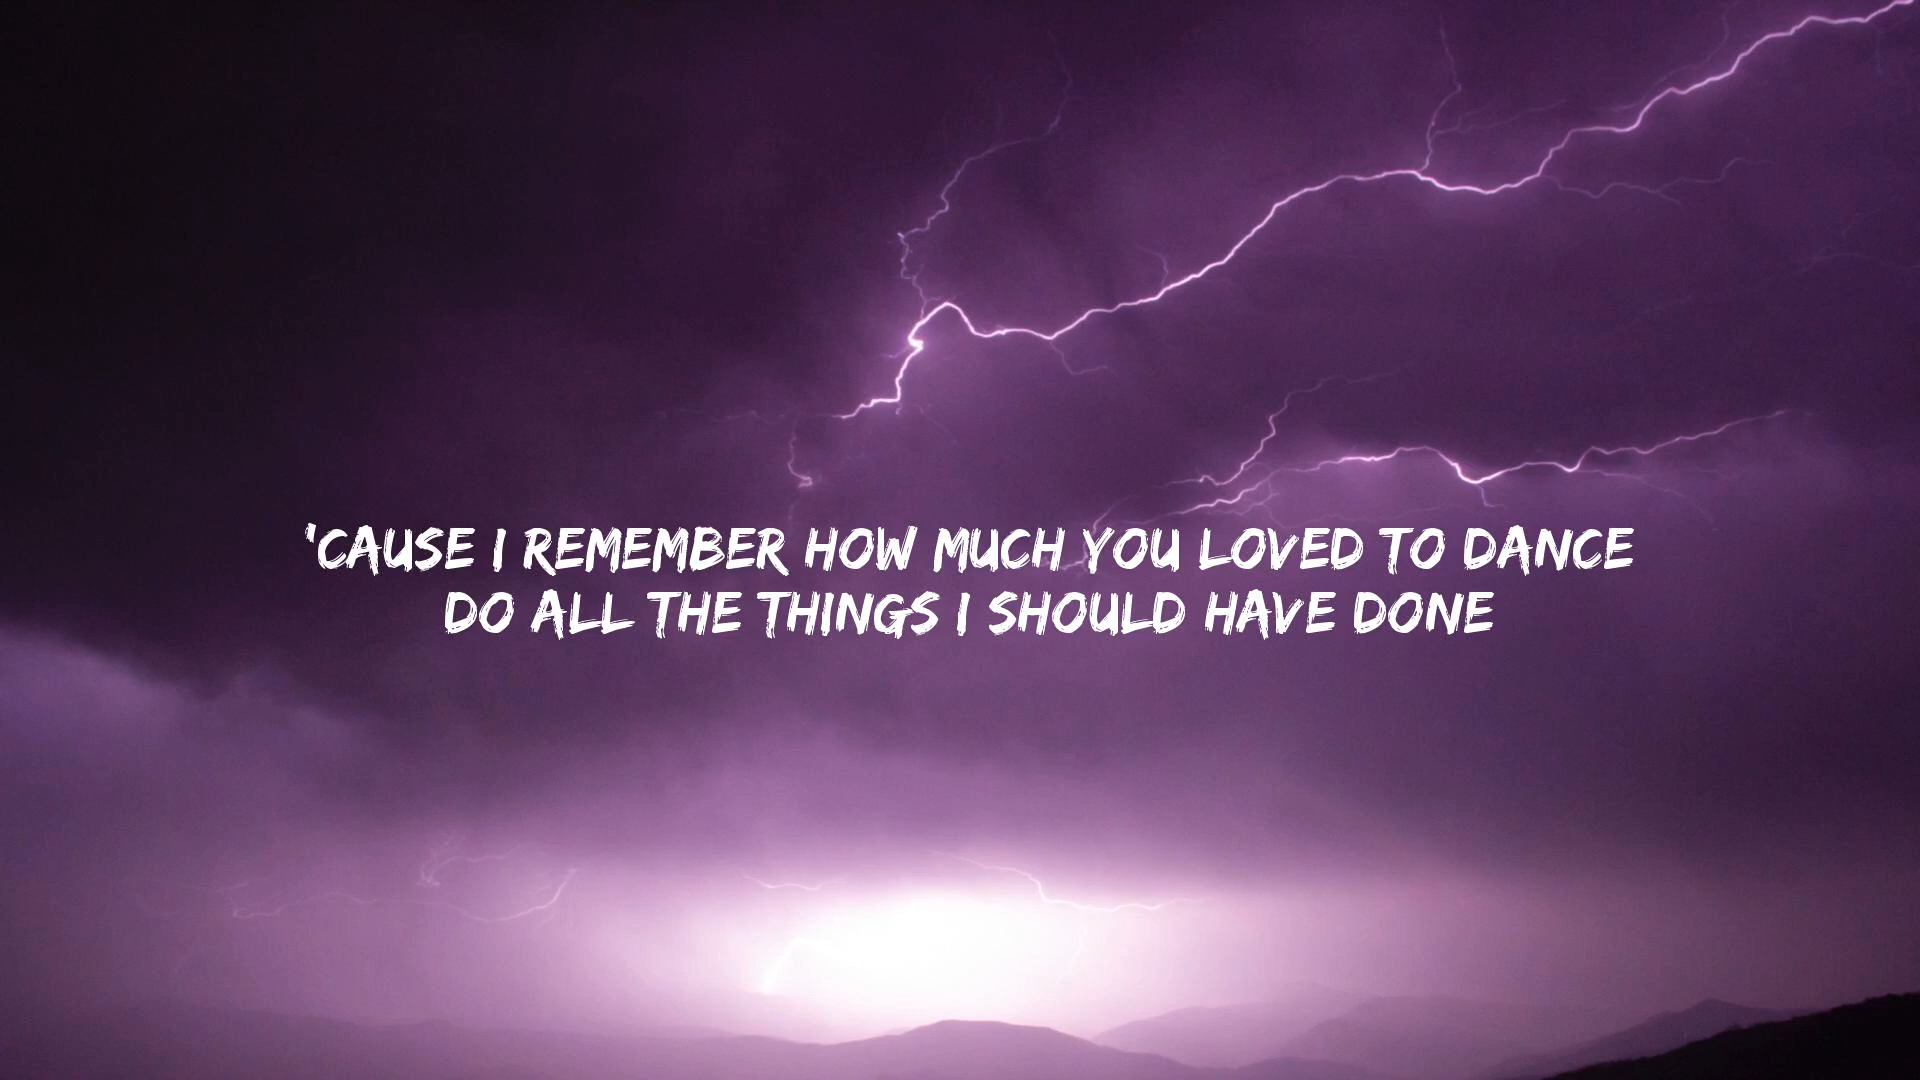 'CAUSE I REMEMBER HOW MUCH YOU LOVED TO DANCE
DO ALL THE THINGS I SHOULD HAVE DONE